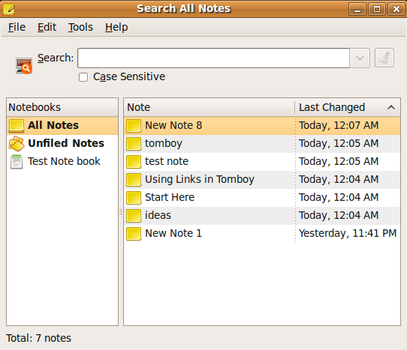 Search All Notes
File Edit Tools Help
Search:
Case Sensitive
Notebooks
All Notes
Unfiled Notes
Test Note book
Note Last Changed
New Note 8 Today, 12:07 AM
tomboy Today, 12:05 AM
test note Today, 12:05 AM
Using Links in Tomboy Today, 12:04 AM
Start Here Today, 12:04 AM
ideas Today, 12:04 AM
New Note 1 Yesterday, 11:41 PM
Total: 7 notes